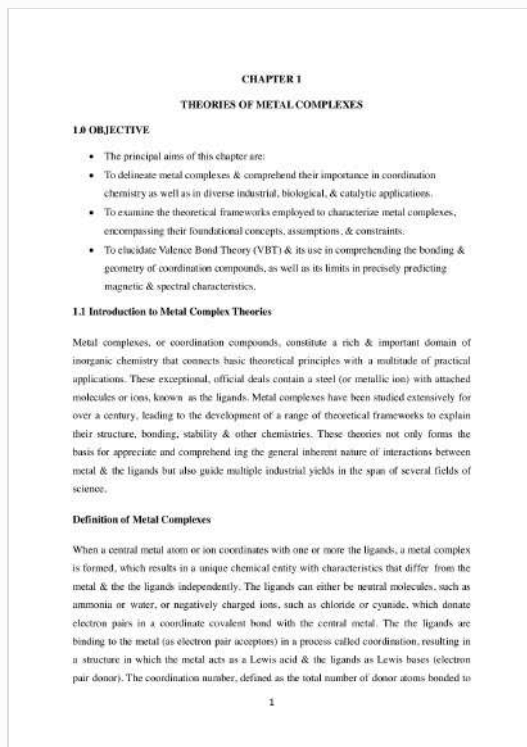 CHAPTER 1
THEORIES OF METAL COMPLEXES
1.0 OBJECTIVE
• The principal aims of this chapter are:
• To delineate metal complexes & comprehend their importance in coordination
chemistry as well as in diverse industrial, biological, & catalytic applications.
• To examine the theoretical frameworks employed to characterize metal complexes,
encompassing their foundational concepts, assumptions, & constraints.
• To elucidate Valence Bond Theory (VBT) & its use in comprehending the bonding &
geometry of coordination compounds, as well as its limits in precisely predicting
magnetic & spectral characteristics.
1.1 Introduction to Metal Complex Theories
Metal complexes, or coordination compounds, constitute a rich & important domain of
inorganic chemistry that connects basic theoretical principles with a multitude of practical
applications. These exceptional, official deals contain a steel (or metallic ion) with attached
molecules or ions, known as the ligands. Metal complexes have been studied extensively for
over a century, leading to the development of a range of theoretical frameworks to explain
their structure, bonding, stability & other chemistries. These theories not only forms the
basis for appreciate and comprehend ing the general inherent nature of interactions between
metal & the ligands but also guide multiple industrial yields in the span of several fields of
science.
Definition of Metal Complexes
When a central metal atom or ion coordinates with one or more the ligands, a metal complex
is formed, which results in a unique chemical entity with characteristics that differ from the
metal & the the ligands independently. The ligands can either be neutral molecules, such as
ammonia or water, or negatively charged ions, such as chloride or cyanide, which donate
electron pairs in a coordinate covalent bond with the central metal. The the ligands are
binding to the metal (as electron pair acceptors) in a process called coordination, resulting in
a structure in which the metal acts as a Lewis acid & the ligands as Lewis bases (electron
pair donor). The coordination number, defined as the total number of donor atoms bonded to
1